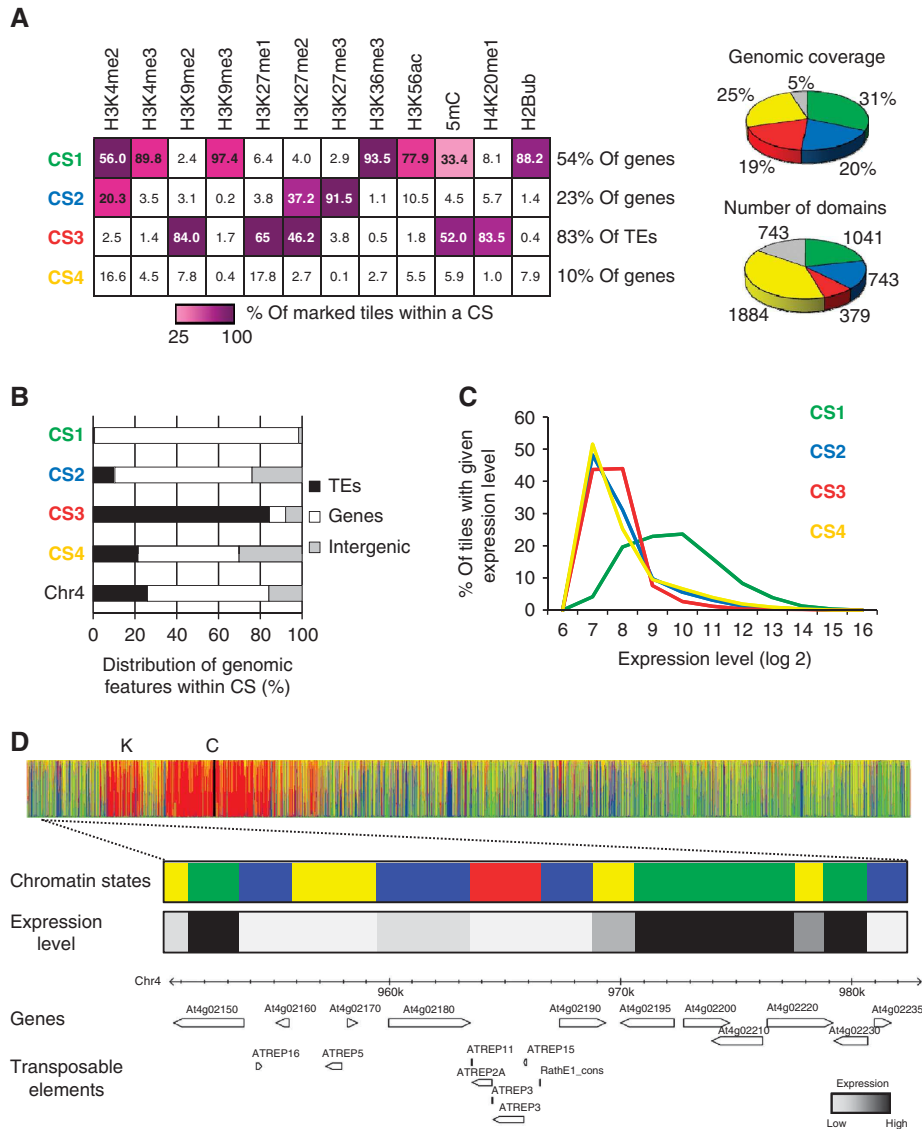 A
H3K4me2
H3K4me3
H3K9me2
H3K9me3
H3K27me1
H3K27me2
H3K27me3
H3K36me3
H3K56ac
5mC
H4K20me1
H2Bub
CS1 56.0 89.8 2.4 97.4 6.4 4.0 2.9 93.5 77.9 33.4 8.1 88.2 54% Of genes
CS2 20.3 3.5 3.1 0.2 3.8 37.2 91.5 1.1 10.5 4.5 5.7 1.4 23% Of genes
CS3 2.5 1.4 84.0 1.7 65 46.2 3.8 0.5 1.8 52.0 83.5 0.4 83% Of TEs
CS4 16.6 4.5 7.8 0.4 17.8 2.7 0.1 2.7 5.5 5.9 1.0 7.9 10% Of genes
% Of marked tiles within a CS
25 100
Genomic coverage
5%
25% 31%
19% 20%
Number of domains
743 1041
743
1884 379
B
CS1
CS2
CS3
CS4
Chr4
TEs
Genes
Intergenic
0 20 40 60 80 100
Distribution of genomic
features within CS (%)
C
% Of tiles with given
expression level
60
50
40
30
20
10
0
6 7 8 9 10 11 12 13 14 15 16
Expression level (log 2)
CS1
CS2
CS3
CS4
D
K C
Chromatin states
Expression
level
Chr4
960k 970k 980k
Genes
At4g02150 At4g02160 At4g02170 At4g02180 At4g02190 At4g02195 At4g02200 At4g02220 At4g02235
At4g02210 At4g02230
Transposable
elements
ATREP16 ATREP5 ATREP11 ATREP15
ATREP2A RathE1_cons
ATREP3
ATREP3
Expression
Low High